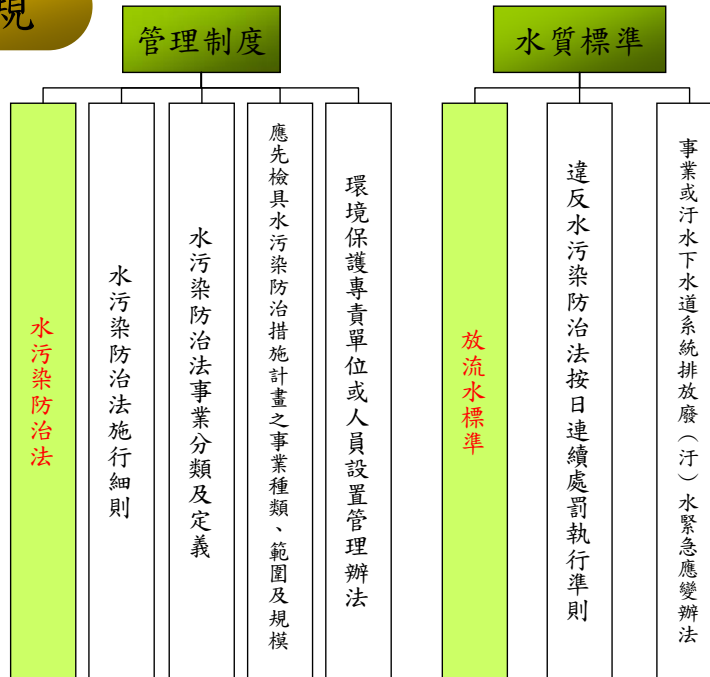 規
管理制度
水質標準
水污染防治法
水污染防治法施行細則
水污染防治法事業分類及定義
應先檢具水污染防治措施計畫之事業種類、範圍及規模
環境保護專責單位或人員設置管理辦法
放流水標準
違反水污染防治法按日連續處罰執行準則
事業或汙水下水道系統排放廢(汙)水緊急應變辦法